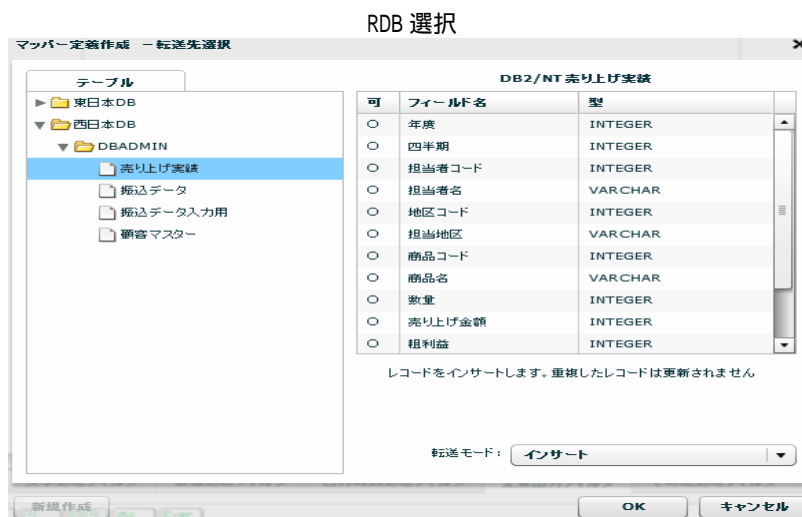 RDB 選択
マッパー定義作成 －転送先選択
テーブル
東日本DB
西日本DB
DBADMIN
売り上げ実績
振込データ
振込データ入力用
顧客マスター
DB2/NT 売り上げ実績
可 フィールド名 型
○ 年度 INTEGER
○ 四半期 INTEGER
○ 担当者コード INTEGER
○ 担当者名 VARCHAR
○ 地区コード INTEGER
○ 担当地区 VARCHAR
○ 商品コード INTEGER
○ 商品名 VARCHAR
○ 数量 INTEGER
○ 売り上げ金額 INTEGER
○ 粗利益 INTEGER
レコードをインサートします。重複したレコードは更新されません
転送モード： インサート
新規作成
OK キャンセル